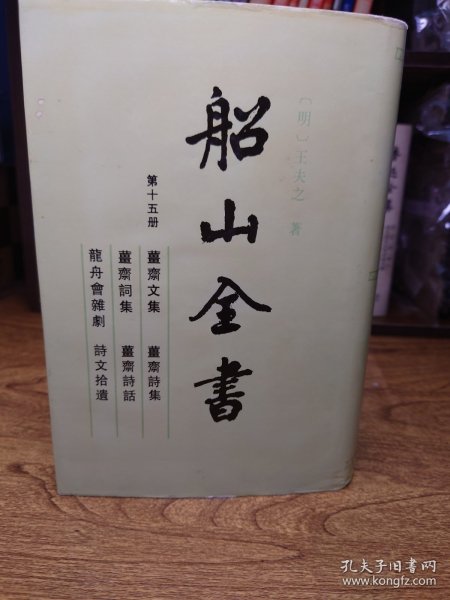 〔明〕王夫之 著
船山全書
第十五册
薑齋文集 薑齋詩集
薑齋詞集 薑齋詩話
龍舟會雜劇 詩文拾遺
孔夫子旧书网
www.kongfz.com